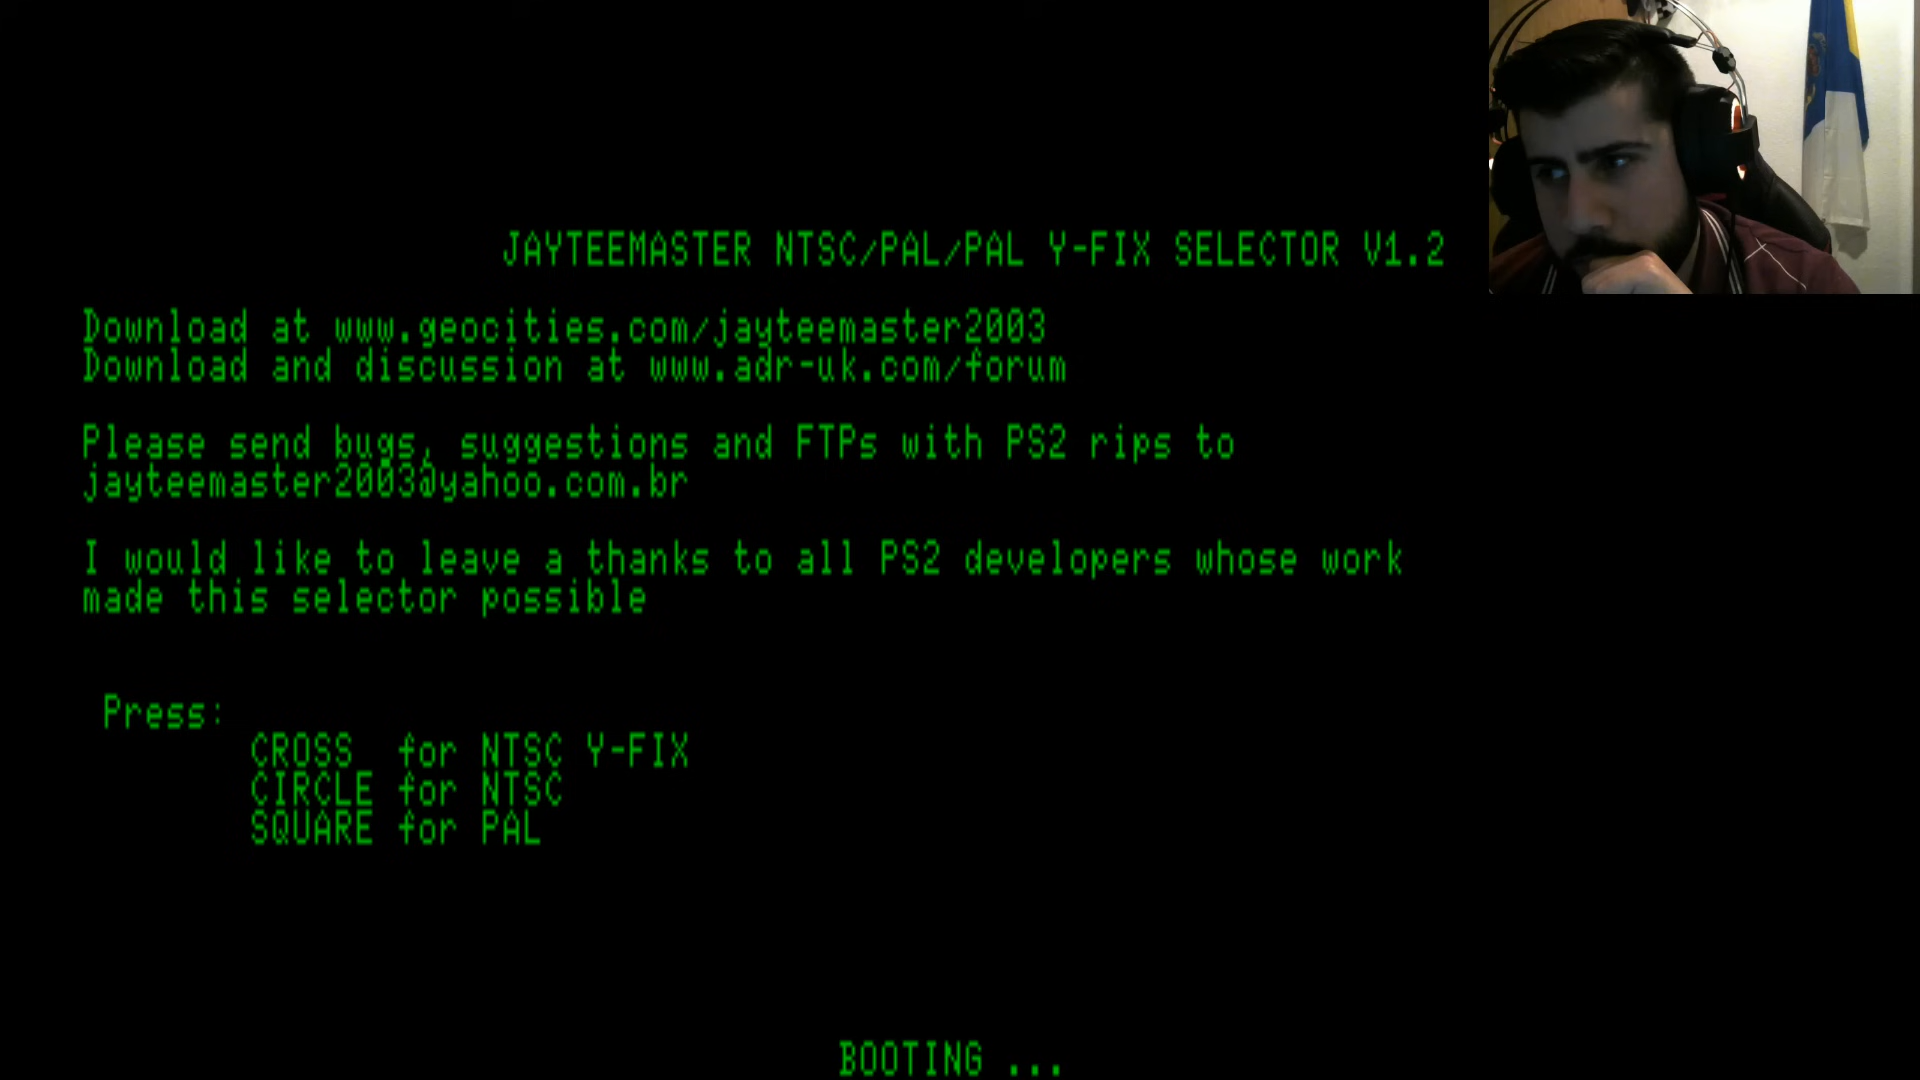 JAYTEEMASTER NTSC/PAL/PAL Y-FIX SELECTOR V1.2
Download at www.geocities.com/jayteemaster2003
Download and discussion at www.adr-uk.com/forum
Please send bugs, suggestions and FTPs with PS2 rips to
jayteemaster2003@yahoo.com.br
I would like to leave a thanks to all PS2 developers whose work
made this selector possible
Press:
CROSS for NTSC Y-FIX
CIRCLE for NTSC
SQUARE for PAL
BOOTING ...